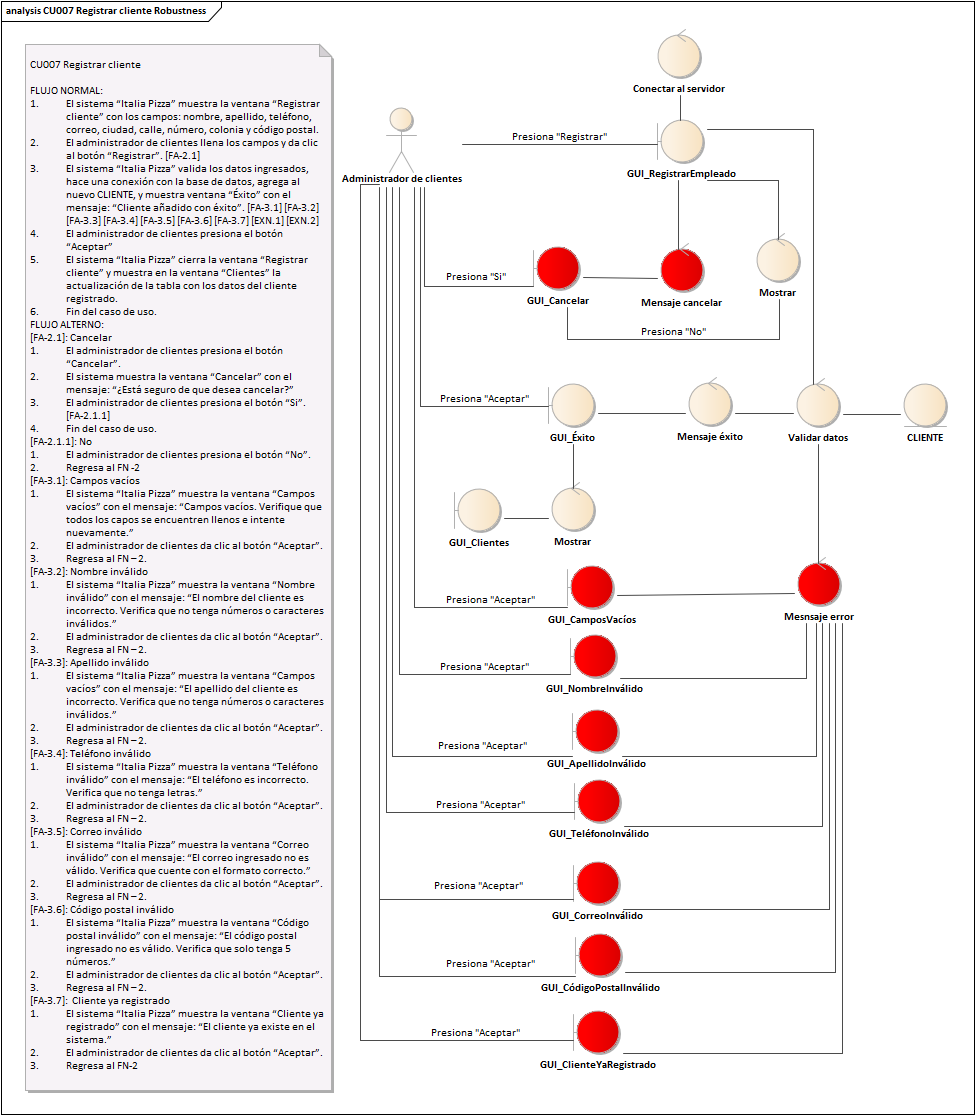 analysis CU007 Registrar cliente Robustness
CU007 Registrar cliente
FLUJO NORMAL:
1. El sistema “Italia Pizza” muestra la ventana “Registrar
cliente” con los campos: nombre, apellido, teléfono,
correo, ciudad, calle, número, colonia y código postal.
2. El administrador de clientes llena los campos y da clic
al botón “Registrar”. [FA-2.1]
3. El sistema “Italia Pizza” valida los datos ingresados,
hace una conexión con la base de datos, agrega al
nuevo CLIENTE, y muestra ventana “Éxito” con el
mensaje: “Cliente añadido con éxito”. [FA-3.1] [FA-3.2]
[FA-3.3] [FA-3.4] [FA-3.5] [FA-3.6] [FA-3.7] [EXN.1] [EXN.2]
4. El administrador de clientes presiona el botón
“Aceptar”
5. El sistema “Italia Pizza” cierra la ventana “Registrar
cliente” y muestra en la ventana “Clientes” la
actualización de la tabla con los datos del cliente
registrado.
6. Fin del caso de uso.
FLUJO ALTERNO:
[FA-2.1]: Cancelar
1. El administrador de clientes presiona el botón
“Cancelar”.
2. El sistema muestra la ventana “Cancelar” con el
mensaje: “¿Está seguro de que desea cancelar?”
3. El administrador de clientes presiona el botón “Si”.
[FA-2.1.1]
4. Fin del caso de uso.
[FA-2.1.1]: No
1. El administrador de clientes presiona el botón “No”.
2. Regresa al FN -2
[FA-3.1]: Campos vacíos
1. El sistema “Italia Pizza” muestra la ventana “Campos
vacíos” con el mensaje: “Campos vacíos. Verifique que
todos los capos se encuentren llenos e intente
nuevamente.”
2. El administrador de clientes da clic al botón “Aceptar”.
3. Regresa al FN – 2.
[FA-3.2]: Nombre inválido
1. El sistema “Italia Pizza” muestra la ventana “Nombre
inválido” con el mensaje: “El nombre del cliente es
incorrecto. Verifica que no tenga números o caracteres
inválidos.”
2. El administrador de clientes da clic al botón “Aceptar”.
3. Regresa al FN – 2.
[FA-3.3]: Apellido inválido
1. El sistema “Italia Pizza” muestra la ventana “Campos
vacíos” con el mensaje: “El apellido del cliente es
incorrecto. Verifica que no tenga números o caracteres
inválidos.”
2. El administrador de clientes da clic al botón “Aceptar”.
3. Regresa al FN – 2.
[FA-3.4]: Teléfono inválido
1. El sistema “Italia Pizza” muestra la ventana “Teléfono
inválido” con el mensaje: “El teléfono es incorrecto.
Verifica que no tenga letras.”
2. El administrador de clientes da clic al botón “Aceptar”.
3. Regresa al FN – 2.
[FA-3.5]: Correo inválido
1. El sistema “Italia Pizza” muestra la ventana “Correo
inválido” con el mensaje: “El correo ingresado no es
válido. Verifica que cuente con el formato correcto.”
2. El administrador de clientes da clic al botón “Aceptar”.
3. Regresa al FN – 2.
[FA-3.6]: Código postal inválido
1. El sistema “Italia Pizza” muestra la ventana “Código
postal inválido” con el mensaje: “El código postal
ingresado no es válido. Verifica que solo tenga 5
números.”
2. El administrador de clientes da clic al botón “Aceptar”.
3. Regresa al FN – 2.
[FA-3.7]: Cliente ya registrado
1. El sistema “Italia Pizza” muestra la ventana “Cliente ya
registrado” con el mensaje: “El cliente ya existe en el
sistema.”
2. El administrador de clientes da clic al botón “Aceptar”.
3. Regresa al FN-2
Conectar al servidor
Presiona "Registrar"
GUI_RegistrarEmpleado
Administrador de clientes
Presiona "Si"
GUI_Cancelar
Mensaje cancelar
Mostrar
Presiona "No"
Presiona "Aceptar"
GUI_Éxito
Mensaje éxito
Validar datos
CLIENTE
GUI_Clientes
Mostrar
Presiona "Aceptar"
GUI_CamposVacíos
Mesnsaje error
Presiona "Aceptar"
GUI_NombreInválido
Presiona "Aceptar"
GUI_ApellidoInválido
Presiona "Aceptar"
GUI_TeléfonoInválido
Presiona "Aceptar"
GUI_CorreoInválido
Presiona "Aceptar"
GUI_CódigoPostalInválido
Presiona "Aceptar"
GUI_ClienteYaRegistrado